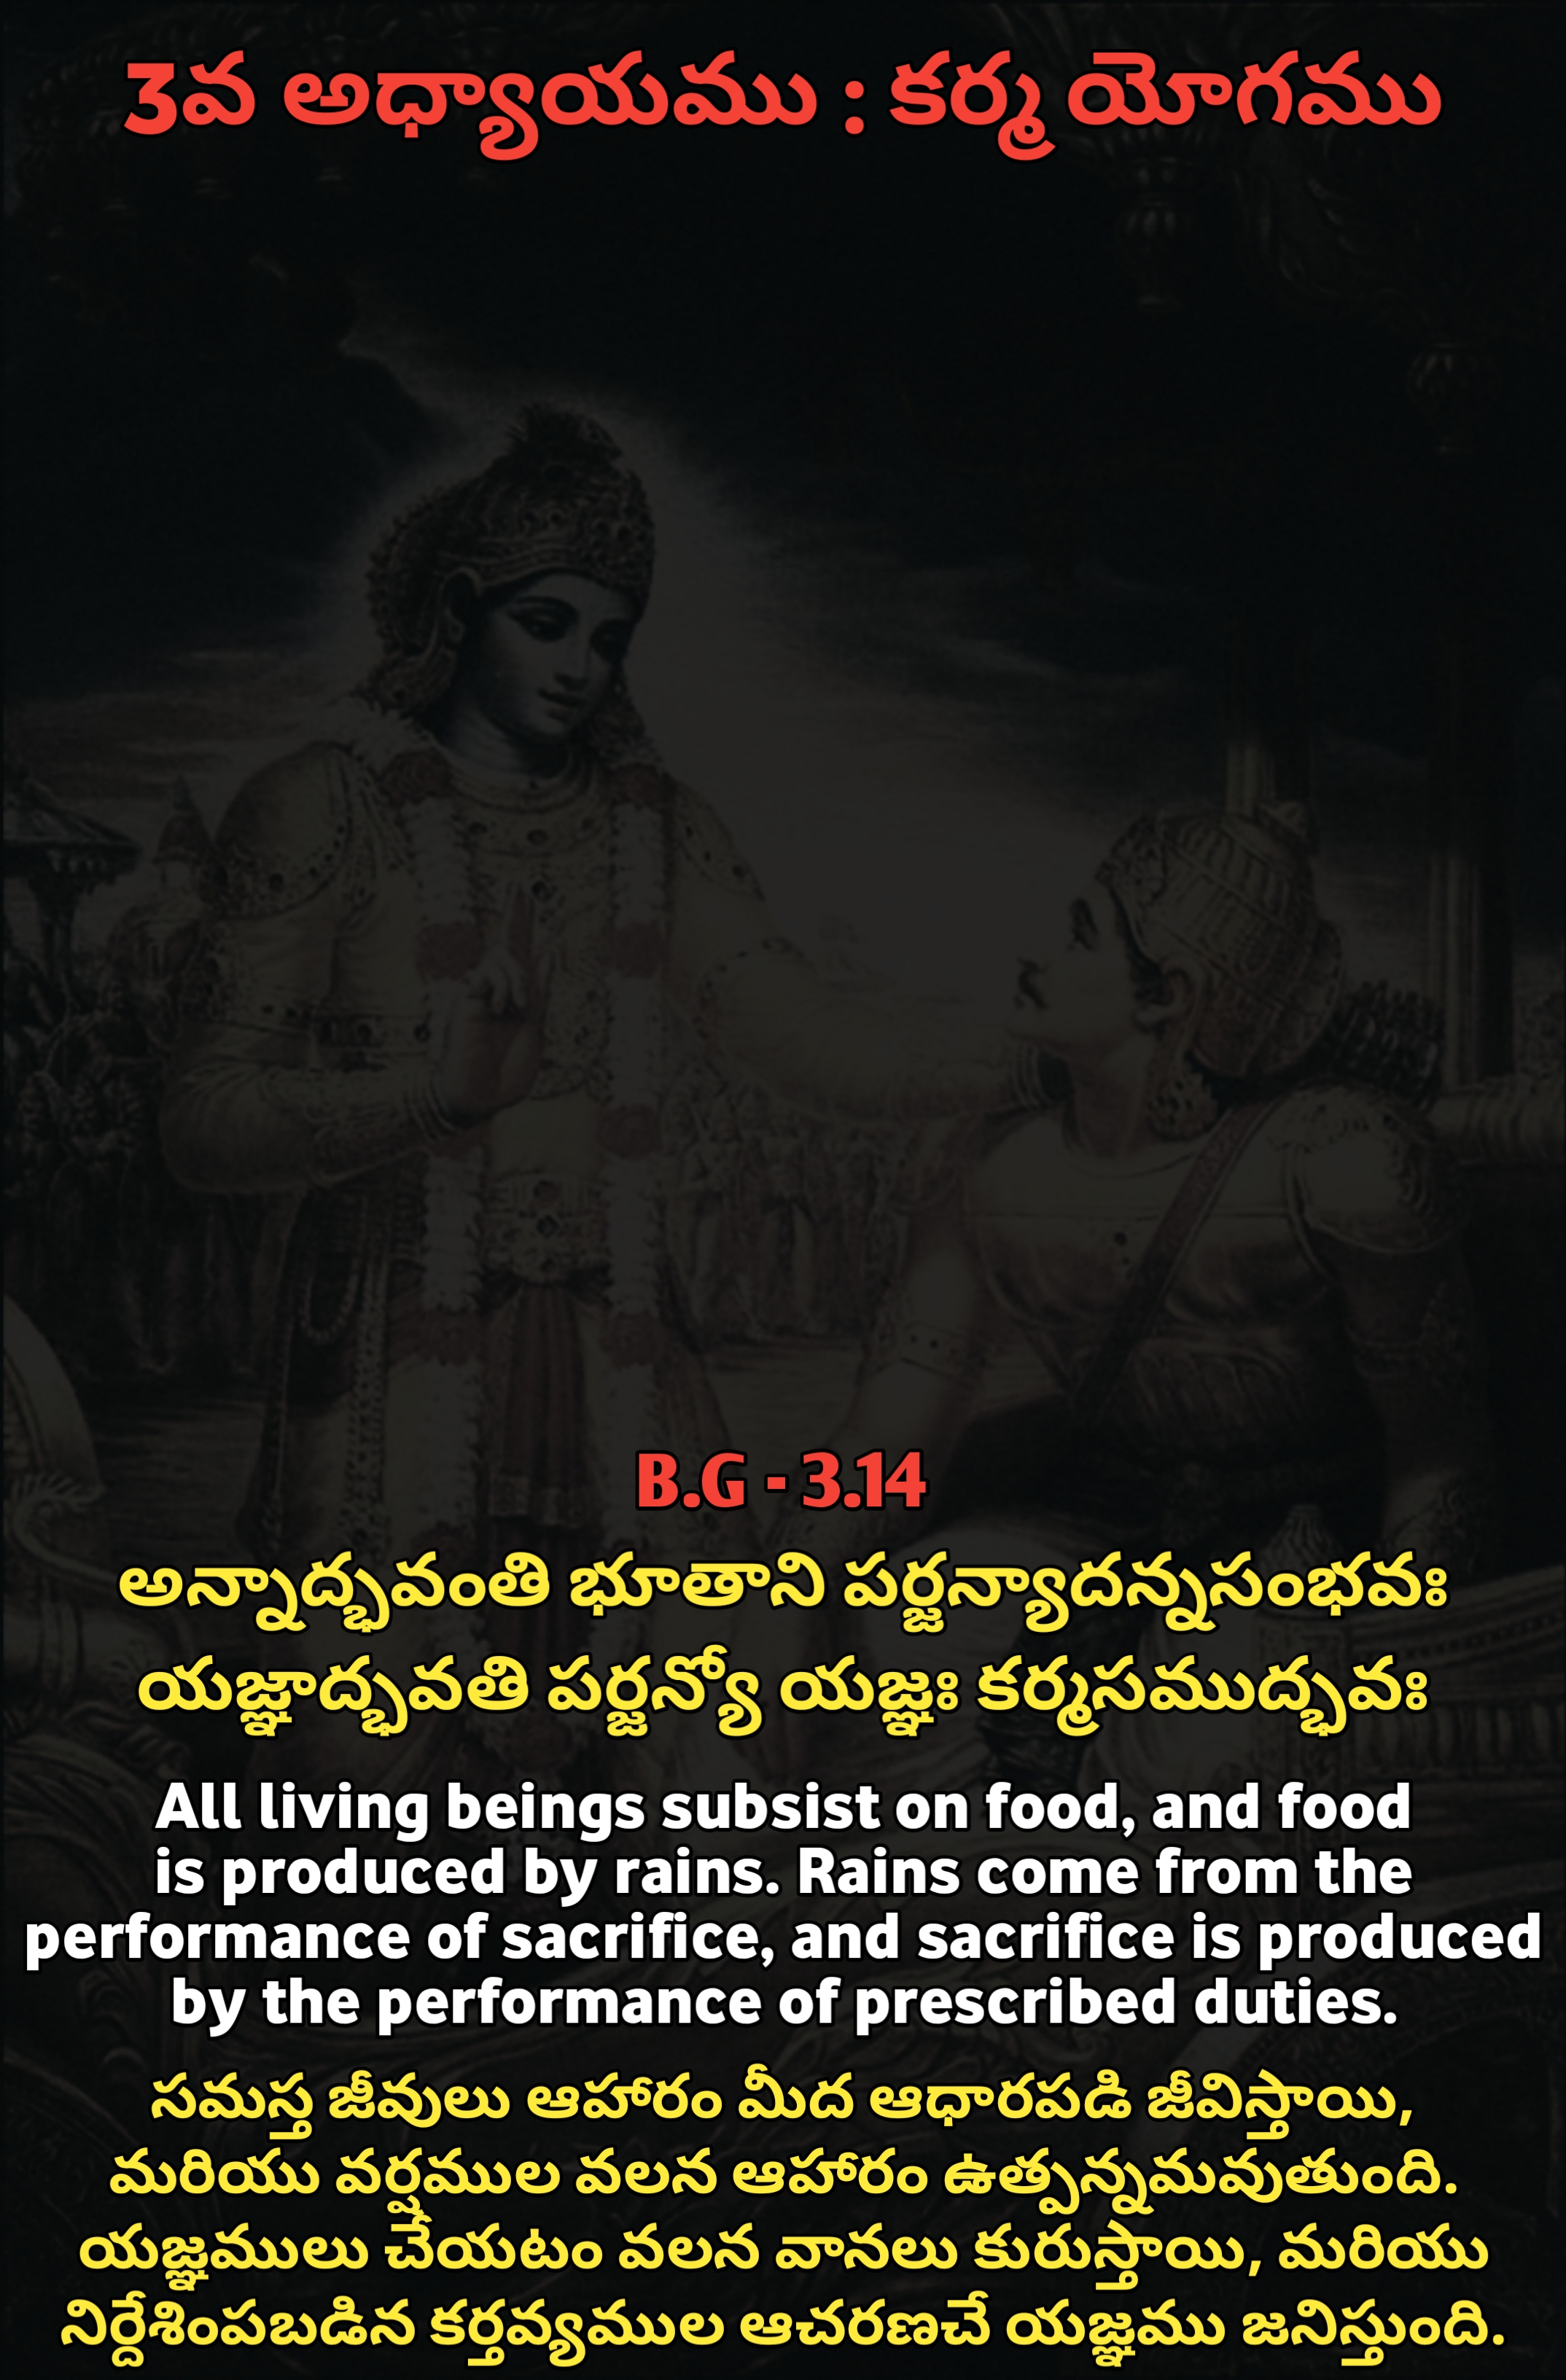 3వ అధ్యాయము : కర్మ యోగము
B.G - 3.14
అన్నాద్భవంతి భూతాని పర్జన్యాదన్నసంభవః
యజ్ఞాద్భవతి పర్జన్యో యజ్ఞః కర్మసముద్భవః
All living beings subsist on food, and food
is produced by rains. Rains come from the
performance of sacrifice, and sacrifice is produced
by the performance of prescribed duties.
సమస్త జీవులు ఆహారం మీద ఆధారపడి జీవిస్తాయి,
మరియు వర్షముల వలన ఆహారం ఉత్పన్నమవుతుంది.
యజ్ఞములు చేయటం వలన వానలు కురుస్తాయి, మరియు
నిర్దేశింపబడిన కర్తవ్యముల ఆచరణచే యజ్ఞము జనిస్తుంది.